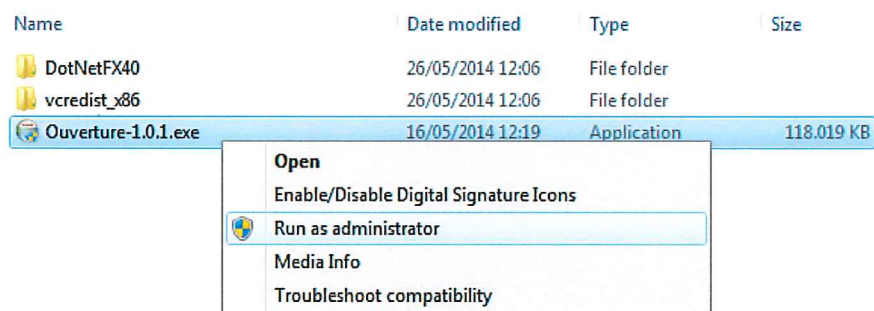 Name Date modified Type Size
DotNetFX40 26/05/2014 12:06 File folder
vcredist_x86 26/05/2014 12:06 File folder
Ouverture-1.0.1.exe 16/05/2014 12:19 Application 118.019 KB
Open
Enable/Disable Digital Signature Icons
Run as administrator
Media Info
Troubleshoot compatibility